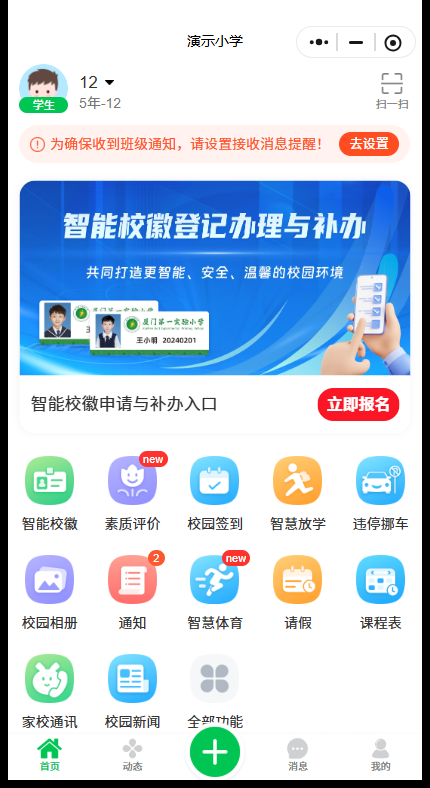 演示小学
12
学生
5年-12
扫一扫
为确保收到班级通知，请设置接收消息提醒！
去设置
智能校徽登记办理与补办
共同打造更智能、安全、温馨的校园环境
厦门第一实验小学
王小明 20240201
智能校徽申请与补办入口
立即报名
new
智能校徽
素质评价
校园签到
智慧放学
违停挪车
2
new
校园相册
通知
智慧体育
请假
课程表
家校通讯
校园新闻
全部功能
首页
动态
消息
我的